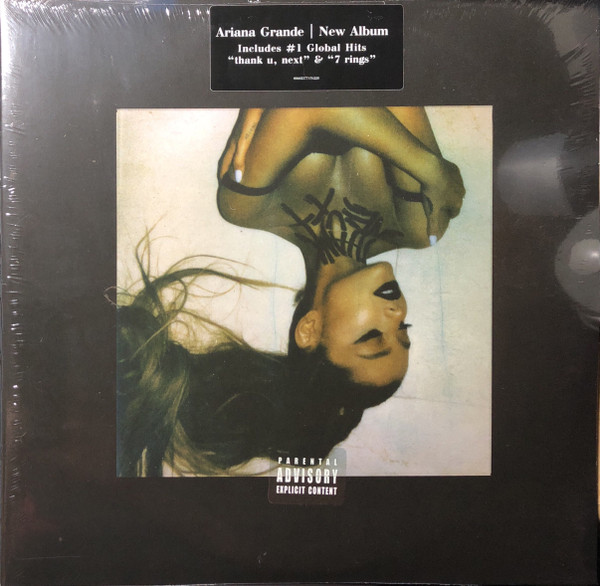 Ariana Grande | New Album
Includes #1 Global Hits
“thank u, next” & “7 rings”
PARENTAL
ADVISORY
EXPLICIT CONTENT